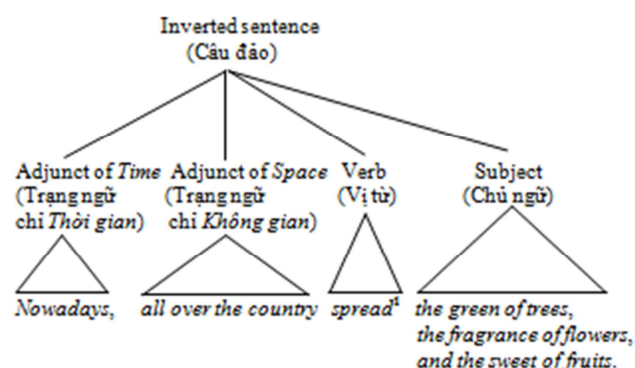 Inverted sentence
(Câu đảo)
Adjunct of Time
(Trạng ngữ
chỉ Thời gian)
Adjunct of Space
(Trạng ngữ
chỉ Không gian)
Verb
(Vị từ)
Subject
(Chủ ngữ)
Nowadays,
all over the country
spread¹
the green of trees,
the fragrance of flowers,
and the sweet of fruits.